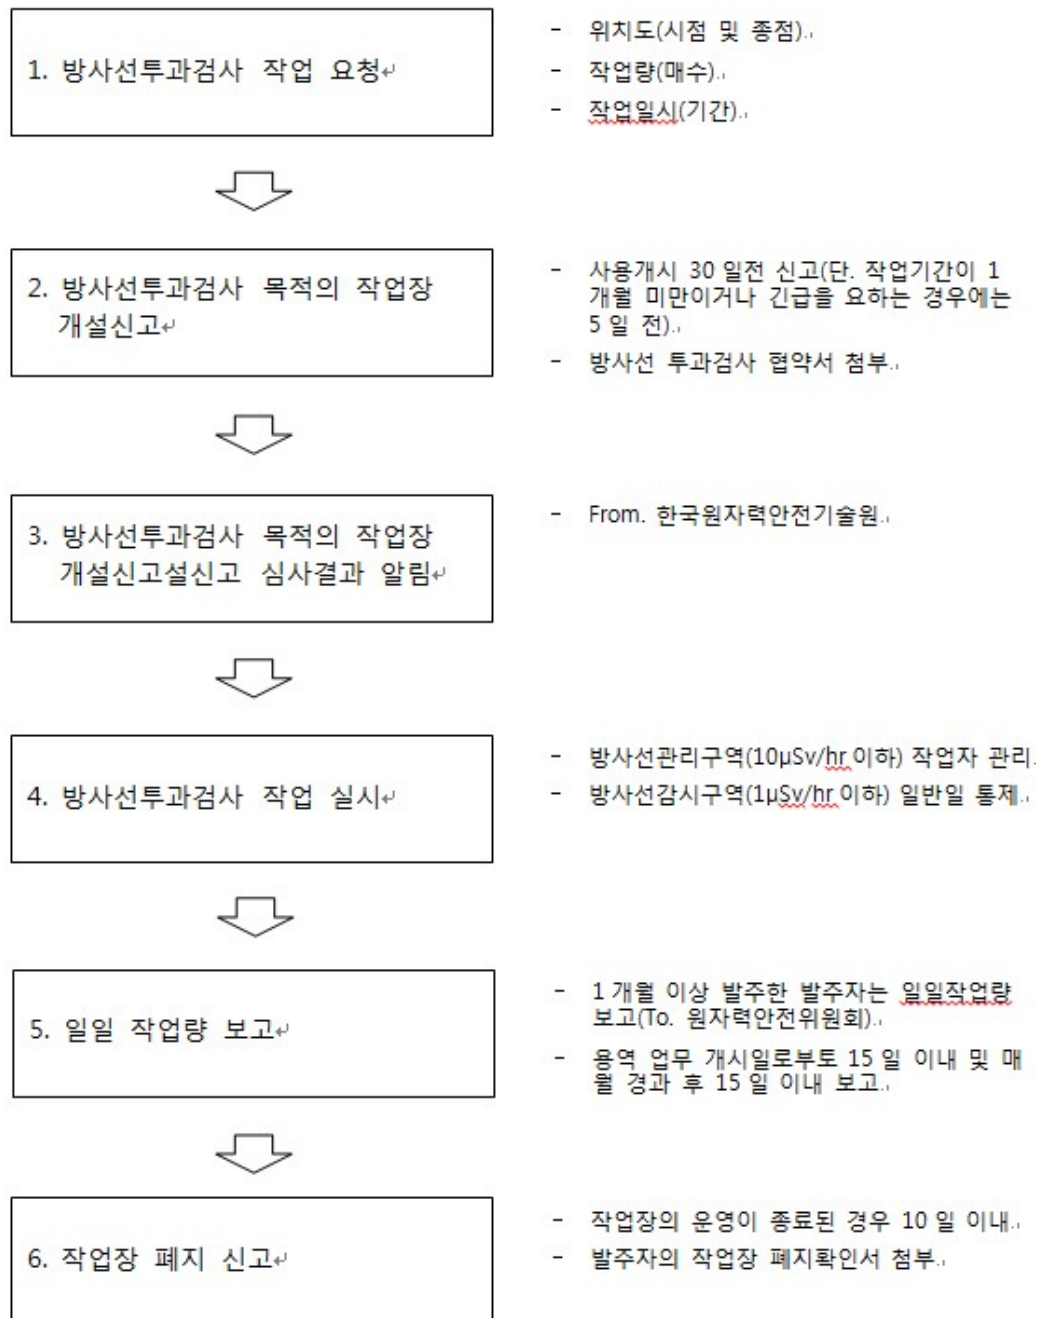 1. 방사선투과검사 작업 요청
- 위치도(시점 및 종점).
- 작업량(매수).
- 작업일시(기간).
2. 방사선투과검사 목적의 작업장
개설신고
- 사용개시 30일전 신고(단. 작업기간이 1
개월 미만이거나 긴급을 요하는 경우에는
5일 전).
- 방사선 투과검사 협약서 첨부.
3. 방사선투과검사 목적의 작업장
개설신고설신고 심사결과 알림
- From. 한국원자력안전기술원.
4. 방사선투과검사 작업 실시
- 방사선관리구역(10μSv/hr이하) 작업자 관리.
- 방사선감시구역(1μSv/hr이하) 일반일 통제.
5. 일일 작업량 보고
- 1개월 이상 발주한 발주자는 일일작업량
보고(To. 원자력안전위원회).
- 용역 업무 개시일로부토 15일 이내 및 매
월 경과 후 15일 이내 보고.
6. 작업장 폐지 신고
- 작업장의 운영이 종료된 경우 10일 이내.
- 발주자의 작업장 폐지확인서 첨부.